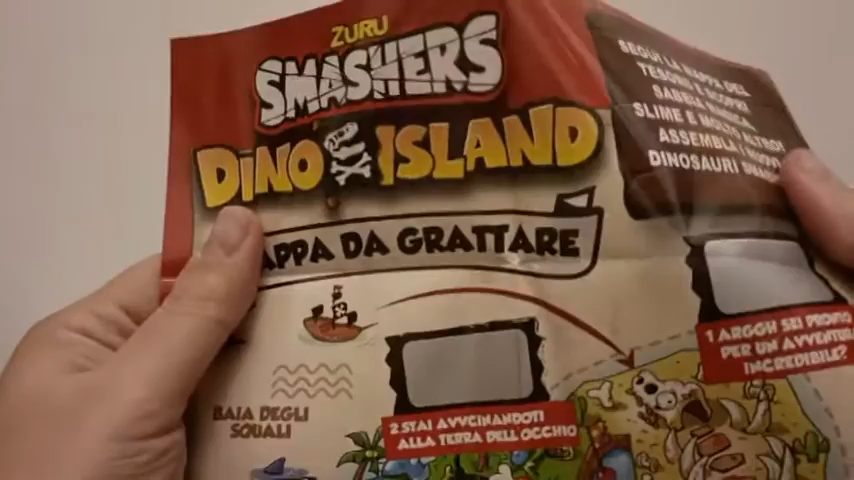 ZURU
SMASHERS
DINO ISLAND
SEGUI LA MAPPA DEL
TESORO E SCOPRI
SABBIA MAGICA,
SLIME E MOLTO ALTRO!
ASSEMBLA I NUOVI
DINOSAURI
APPA DA GRATTARE
1 ARGGH SEI PRONTO
PER UN AVVENTURA
INCREDIBILE?
2.STAI AVVICINANDOTI
ALLA TERRA DELL'OCCHIO
BAIA DEGLI
SQUALI